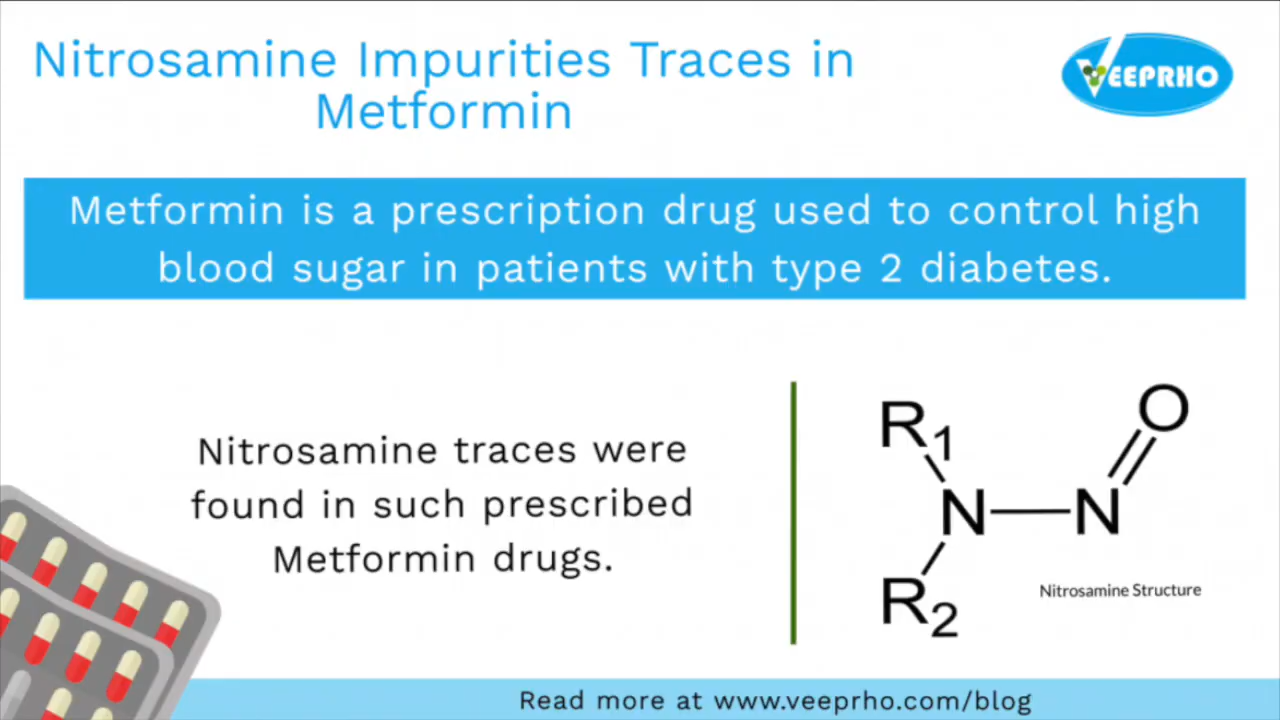 Nitrosamine Impurities Traces in
Metformin
VEEPRHO
Metformin is a prescription drug used to control high
blood sugar in patients with type 2 diabetes.
Nitrosamine traces were
found in such prescribed
Metformin drugs.
R1
O
N
N
R2
Nitrosamine Structure
Read more at www.veeprho.com/blog